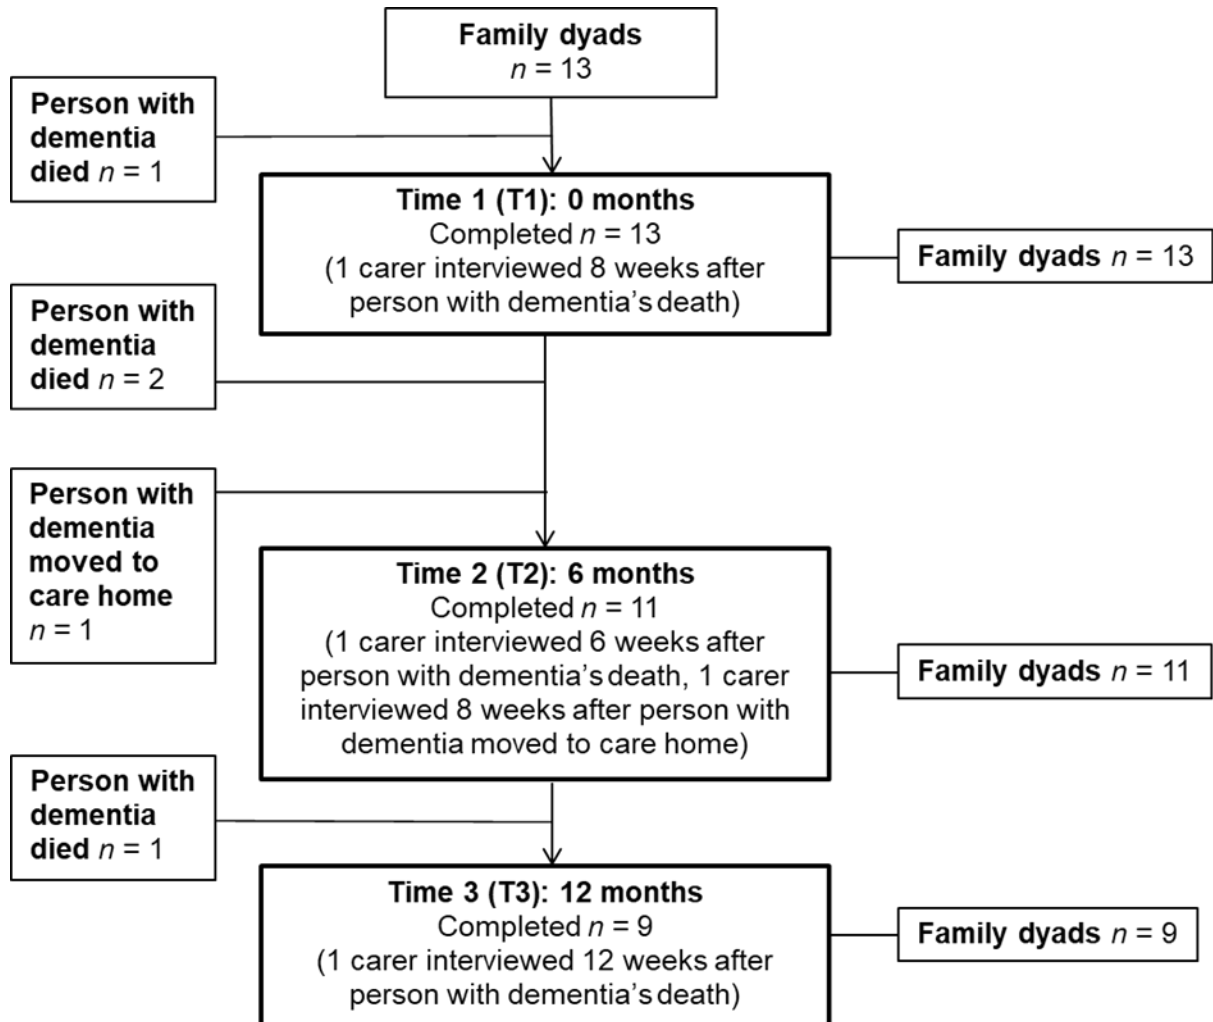 Family dyads
n = 13
Person with
dementia
died n = 1
Time 1 (T1): 0 months
Completed n = 13
(1 carer interviewed 8 weeks after
person with dementia's death)
Family dyads n = 13
Person with
dementia
died n = 2
Person with
dementia
moved to
care home
n = 1
Time 2 (T2): 6 months
Completed n = 11
(1 carer interviewed 6 weeks after
person with dementia's death, 1 carer
interviewed 8 weeks after person with
dementia moved to care home)
Family dyads n = 11
Person with
dementia
died n = 1
Time 3 (T3): 12 months
Completed n = 9
(1 carer interviewed 12 weeks after
person with dementia's death)
Family dyads n = 9